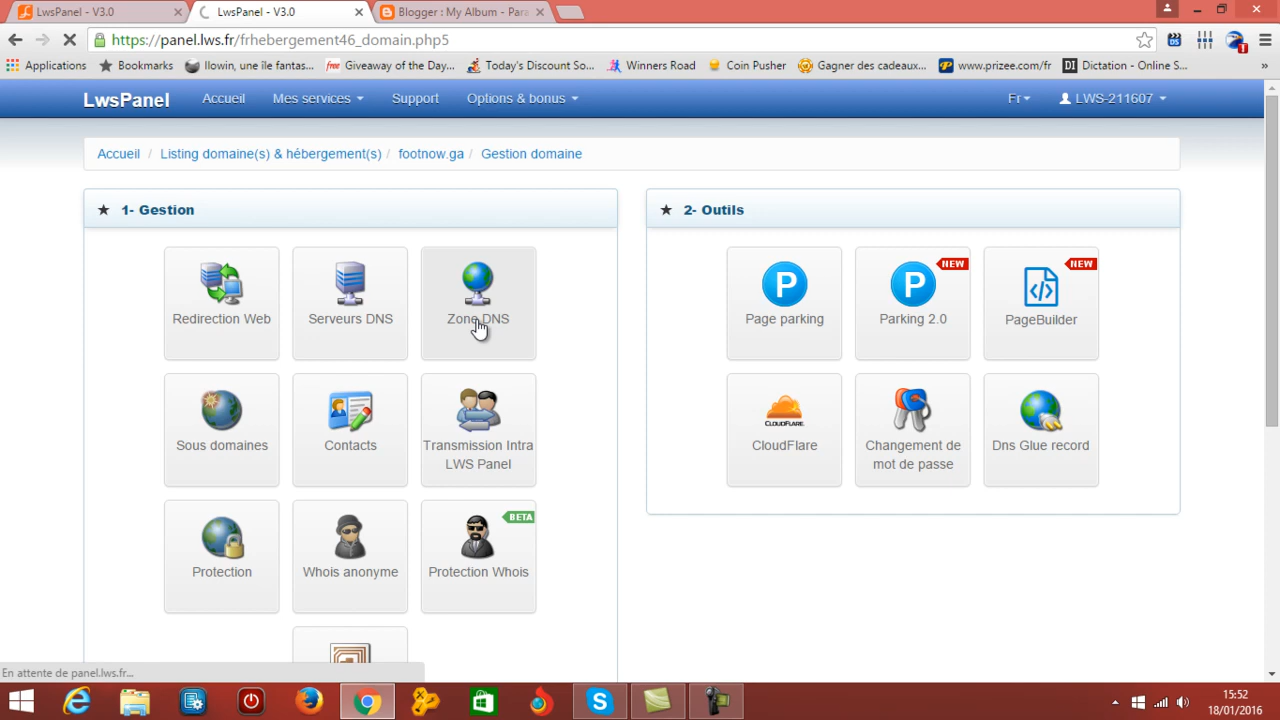 LwsPanel - V3.0
LwsPanel - V3.0
Blogger : My Album - Para
https://panel.lws.fr/frhebergement46_domain.php5
Applications
Bookmarks
Ilowin, une île fantas...
Giveaway of the Day...
Today's Discount So...
Winners Road
Coin Pusher
Gagner des cadeaux...
www.prizee.com/fr
DI Dictation - Online S...
»
LwsPanel
Accueil
Mes services
Support
Options & bonus
Fr
LWS-211607
Accueil / Listing domaine(s) & hébergement(s) / footnow.ga / Gestion domaine
1- Gestion
Redirection Web
Serveurs DNS
Zone DNS
Sous domaines
Contacts
Transmission Intra
LWS Panel
Protection
Whois anonyme
BETA
Protection Whois
2- Outils
P
Page parking
NEW
P
Parking 2.0
NEW
PageBuilder
CLOUDFLARE
CloudFlare
Changement de
mot de passe
Dns Glue record
En attente de panel.lws.fr...
15:52
18/01/2016